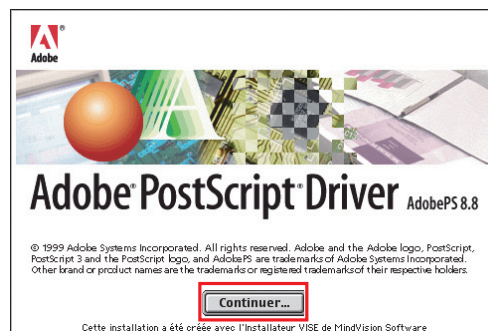 Adobe®
Adobe® PostScript® Driver AdobePS 8.8
© 1999 Adobe Systems Incorporated. All rights reserved. Adobe and the Adobe logo, PostScript,
PostScript 3 and the PostScript logo, and AdobePS are trademarks of Adobe Systems Incorporated.
Other brand or product names are the trademarks or registered trademarks of their respective holders.
Continuer...
Cette installation a été créée avec l'Installateur VISE de MindVision Software